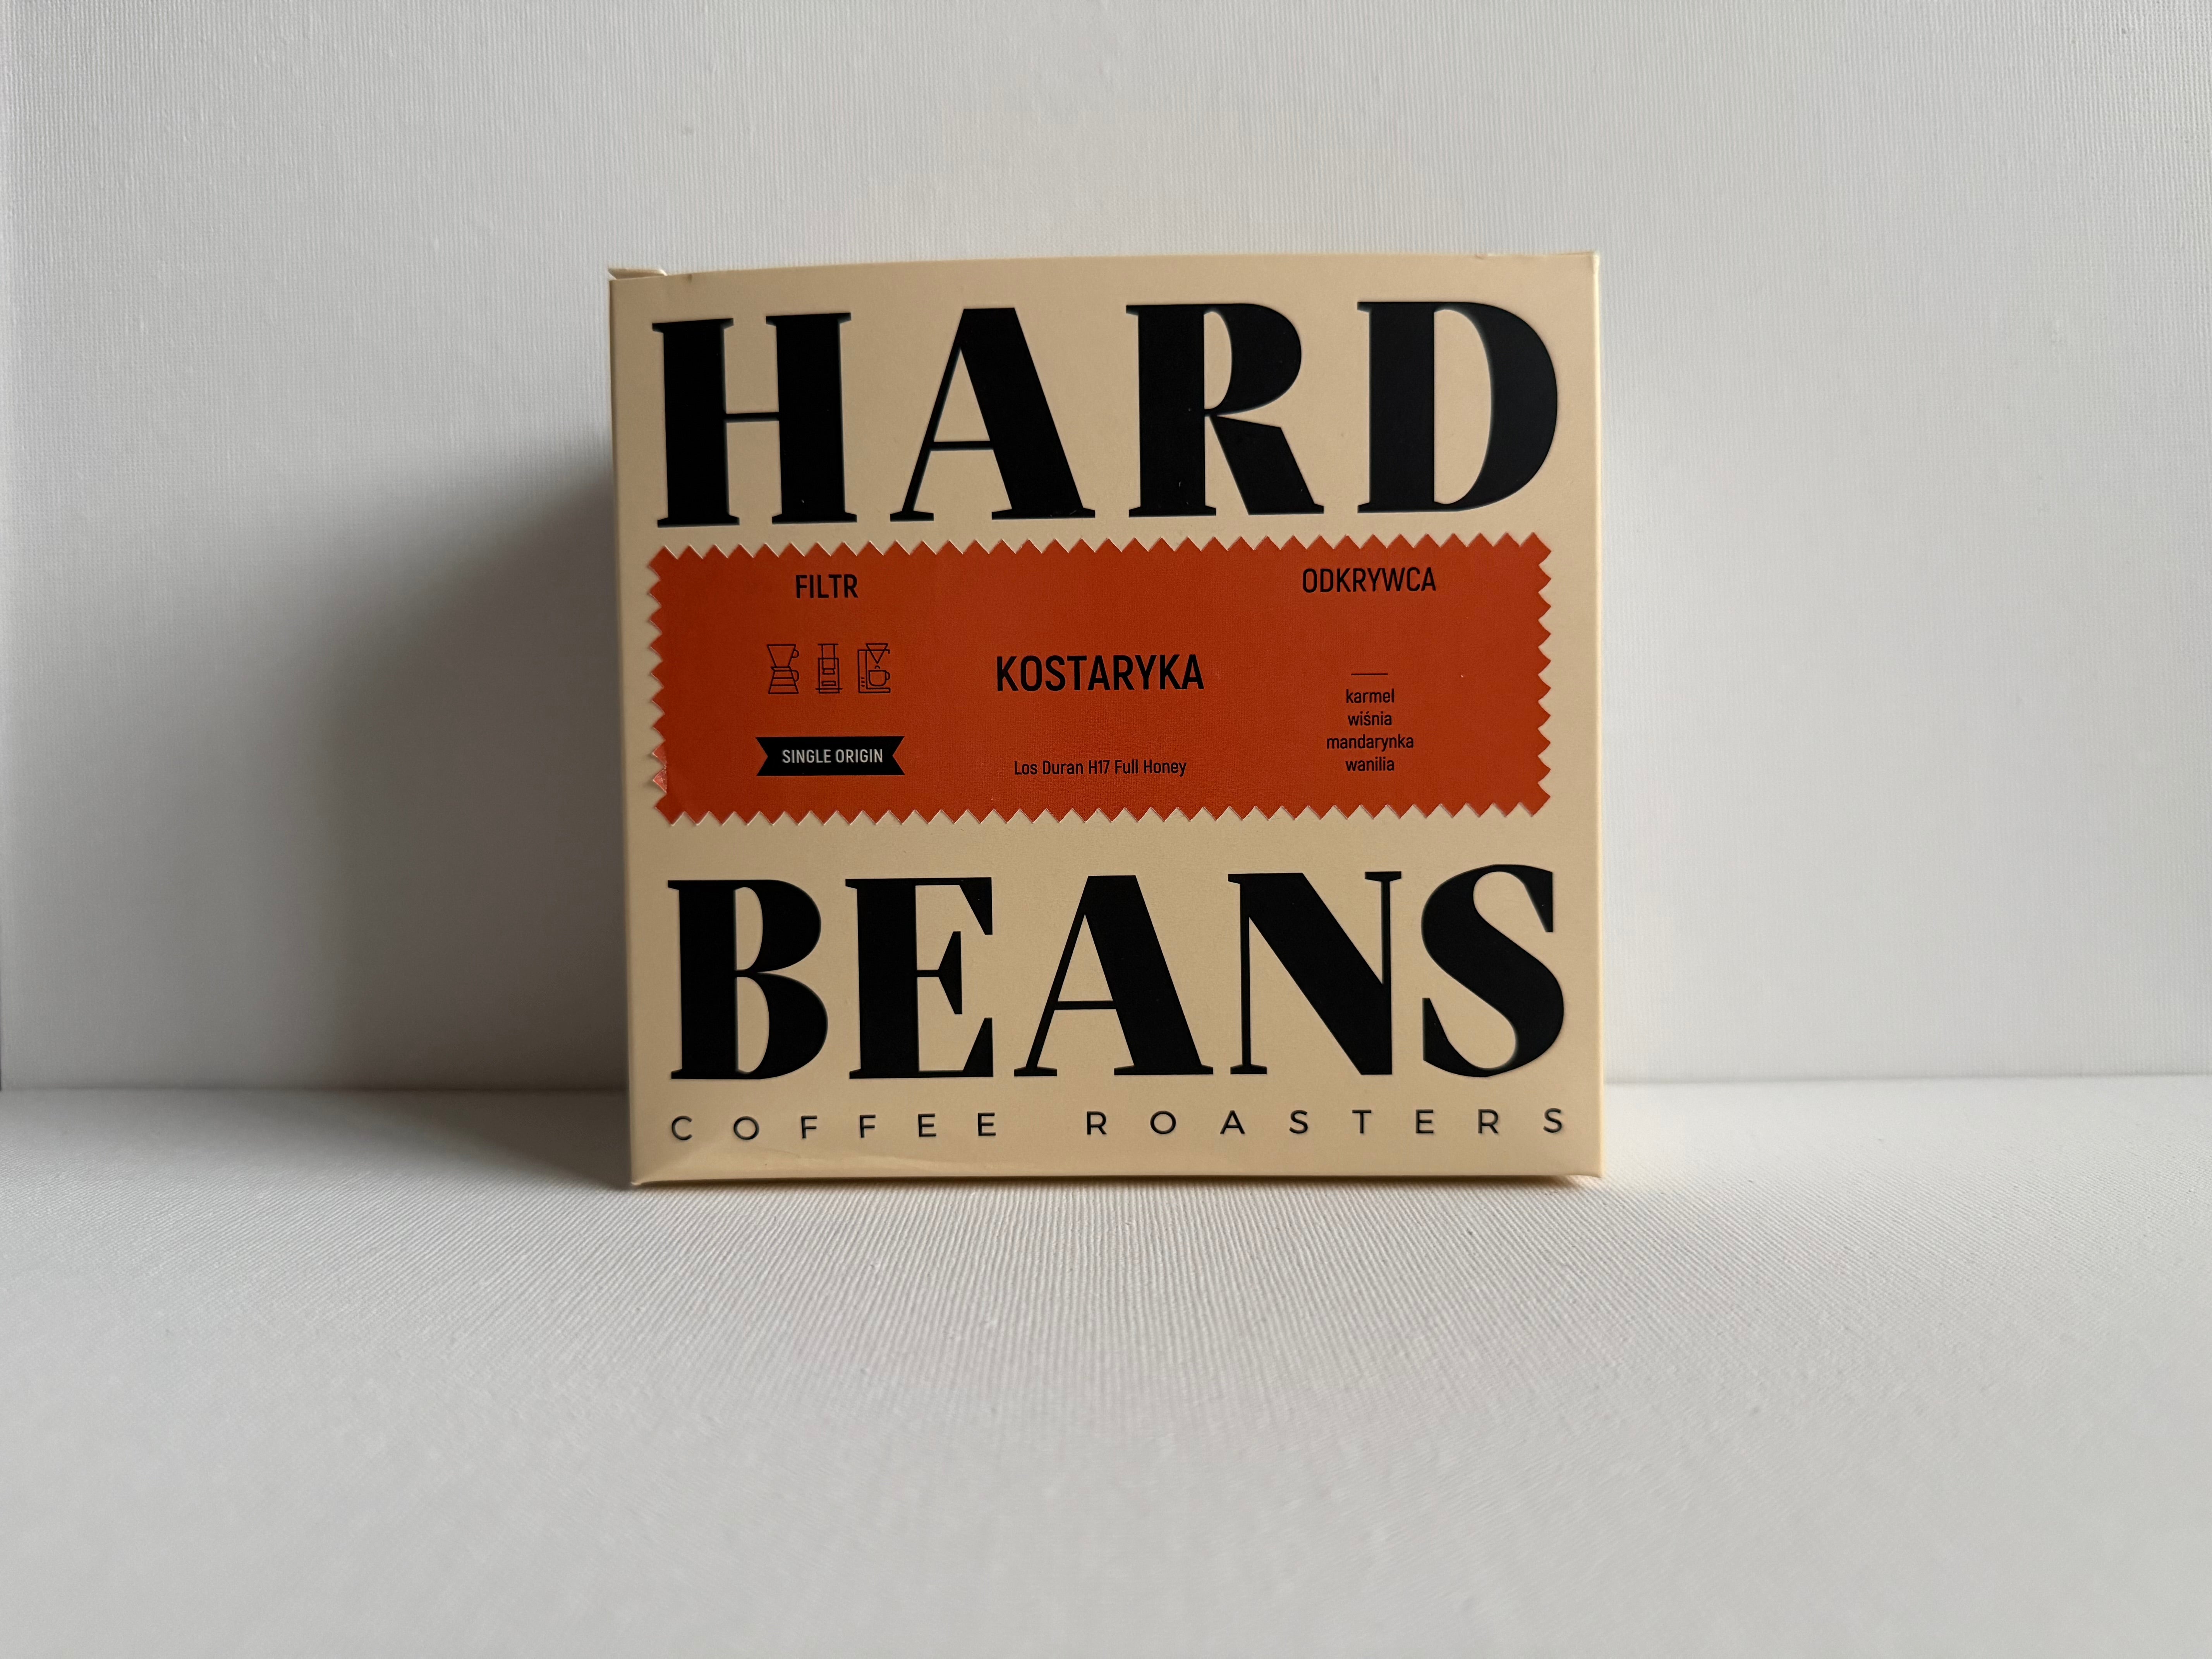 HARD
FILTR
ODKRYWCA
KOSTARYKA
SINGLE ORIGIN
Los Duran H17 Full Honey
karmel
wiśnia
mandarynka
wanilia
BEANS
COFFEE ROASTERS